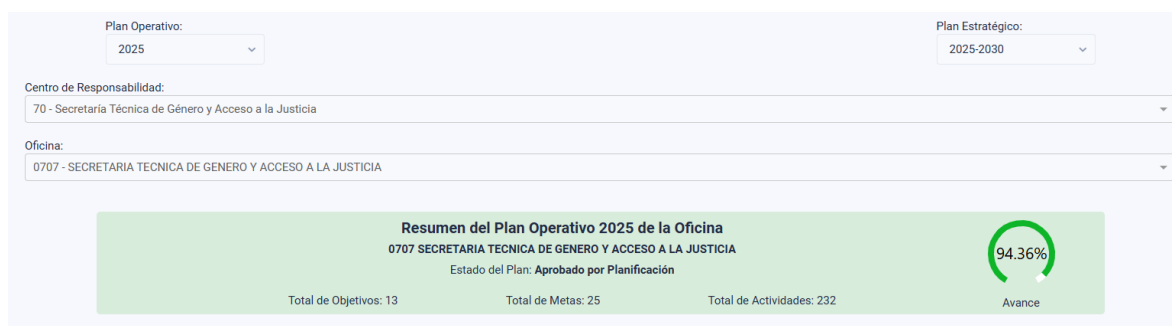 Plan Operativo:
Plan Estratégico:
2025
2025-2030
Centro de Responsabilidad:
70 - Secretaría Técnica de Género y Acceso a la Justicia
Oficina:
0707 - SECRETARIA TECNICA DE GENERO Y ACCESO A LA JUSTICIA
Resumen del Plan Operativo 2025 de la Oficina
0707 SECRETARIA TECNICA DE GENERO Y ACCESO A LA JUSTICIA
Estado del Plan: Aprobado por Planificación
94.36%
Total de Objetivos: 13
Total de Metas: 25
Total de Actividades: 232
Avance